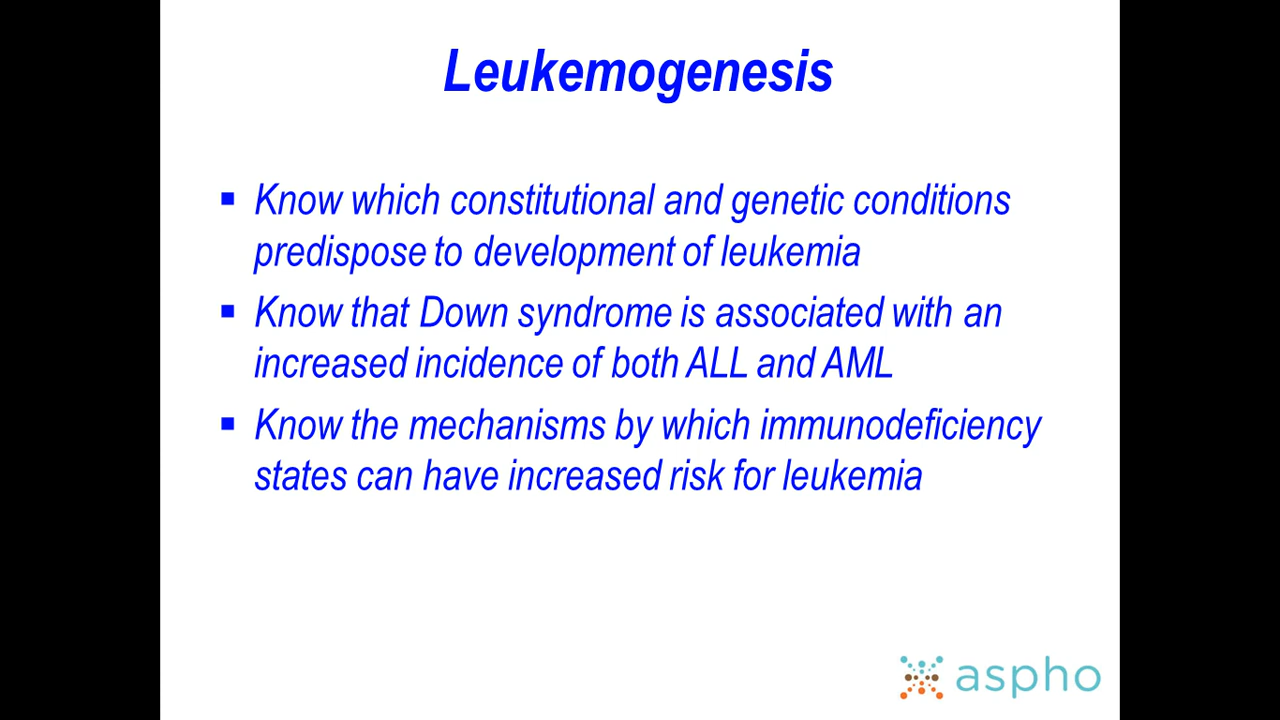 Leukemogenesis
▪ Know which constitutional and genetic conditions
predispose to development of leukemia
▪ Know that Down syndrome is associated with an
increased incidence of both ALL and AML
▪ Know the mechanisms by which immunodeficiency
states can have increased risk for leukemia
aspho